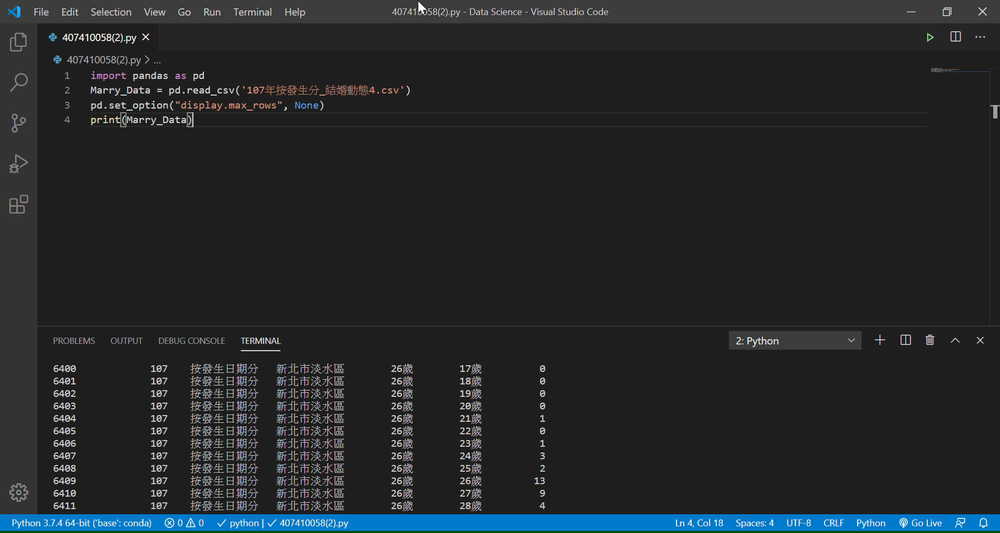 File Edit Selection View Go Run Terminal Help 407410058(2).py - Data Science - Visual Studio Code
407410058(2).py
407410058(2).py > ...
1 import pandas as pd
2 Marry_Data = pd.read_csv('107年按發生分_結婚動態4.csv')
3 pd.set_option("display.max_rows", None)
4 print(Marry_Data)
PROBLEMS OUTPUT DEBUG CONSOLE TERMINAL 2: Python
6400 107 按發生日期分 新北市淡水區 26歲 17歲 0
6401 107 按發生日期分 新北市淡水區 26歲 18歲 0
6402 107 按發生日期分 新北市淡水區 26歲 19歲 0
6403 107 按發生日期分 新北市淡水區 26歲 20歲 0
6404 107 按發生日期分 新北市淡水區 26歲 21歲 1
6405 107 按發生日期分 新北市淡水區 26歲 22歲 0
6406 107 按發生日期分 新北市淡水區 26歲 23歲 1
6407 107 按發生日期分 新北市淡水區 26歲 24歲 3
6408 107 按發生日期分 新北市淡水區 26歲 25歲 2
6409 107 按發生日期分 新北市淡水區 26歲 26歲 13
6410 107 按發生日期分 新北市淡水區 26歲 27歲 9
6411 107 按發生日期分 新北市淡水區 26歲 28歲 4
Python 3.7.4 64-bit ('base': conda) 0 0 python | 407410058(2).py Ln 4, Col 18 Spaces: 4 UTF-8 CRLF Python Go Live